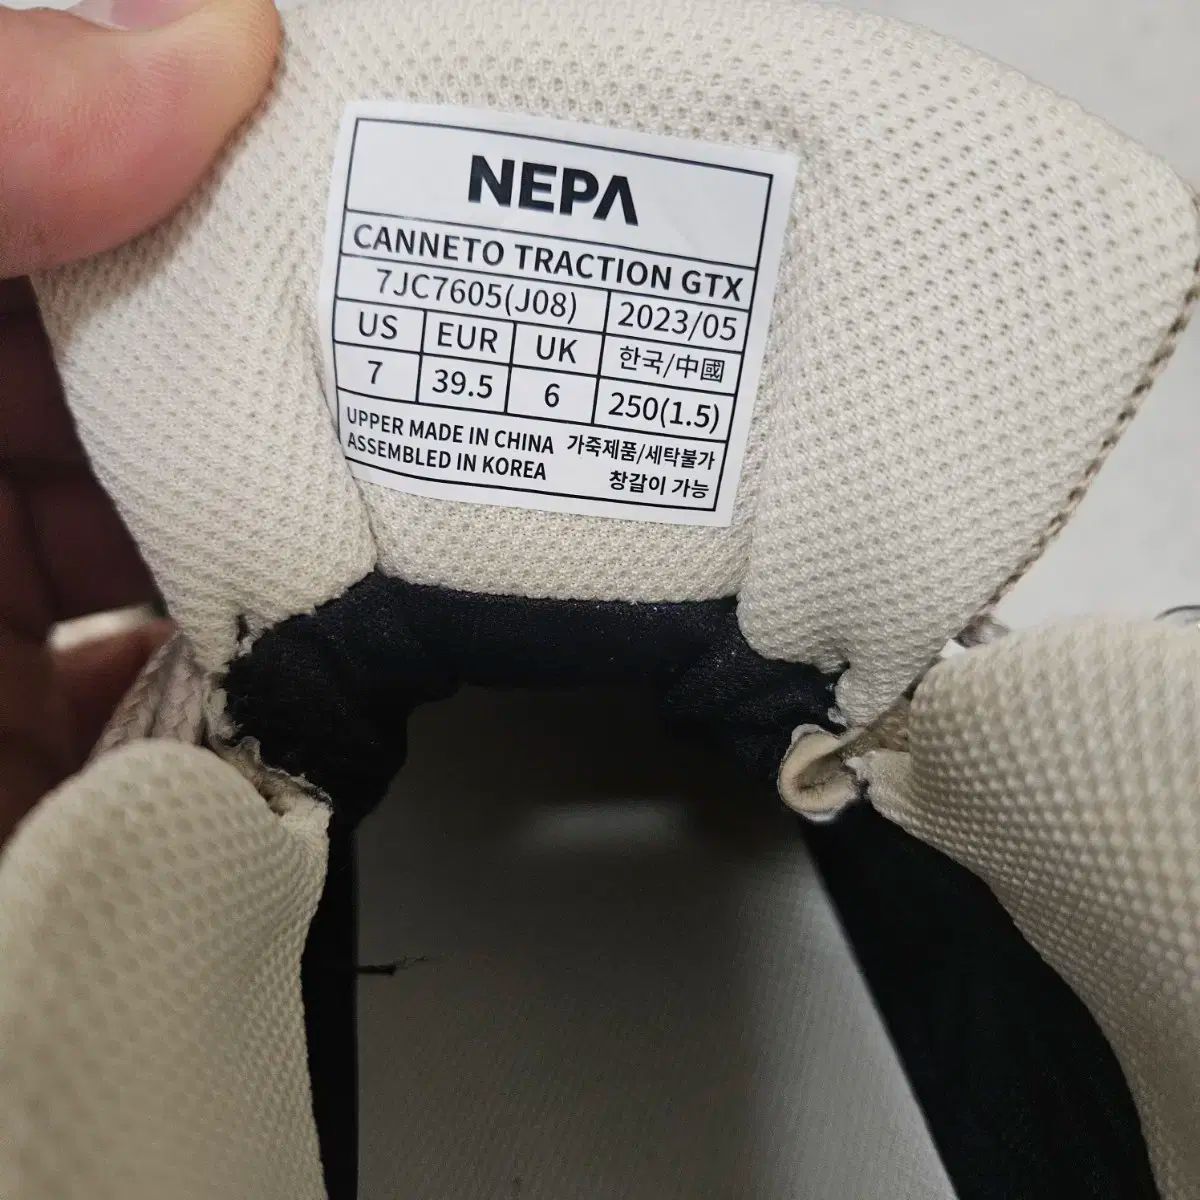 NEPA
CANNETO TRACTION GTX
7JC7605(J08) 2023/05
US EUR UK 한국/中國
7 39.5 6 250(1.5)
UPPER MADE IN CHINA 가죽제품/세탁불가
ASSEMBLED IN KOREA 창갈이 가능